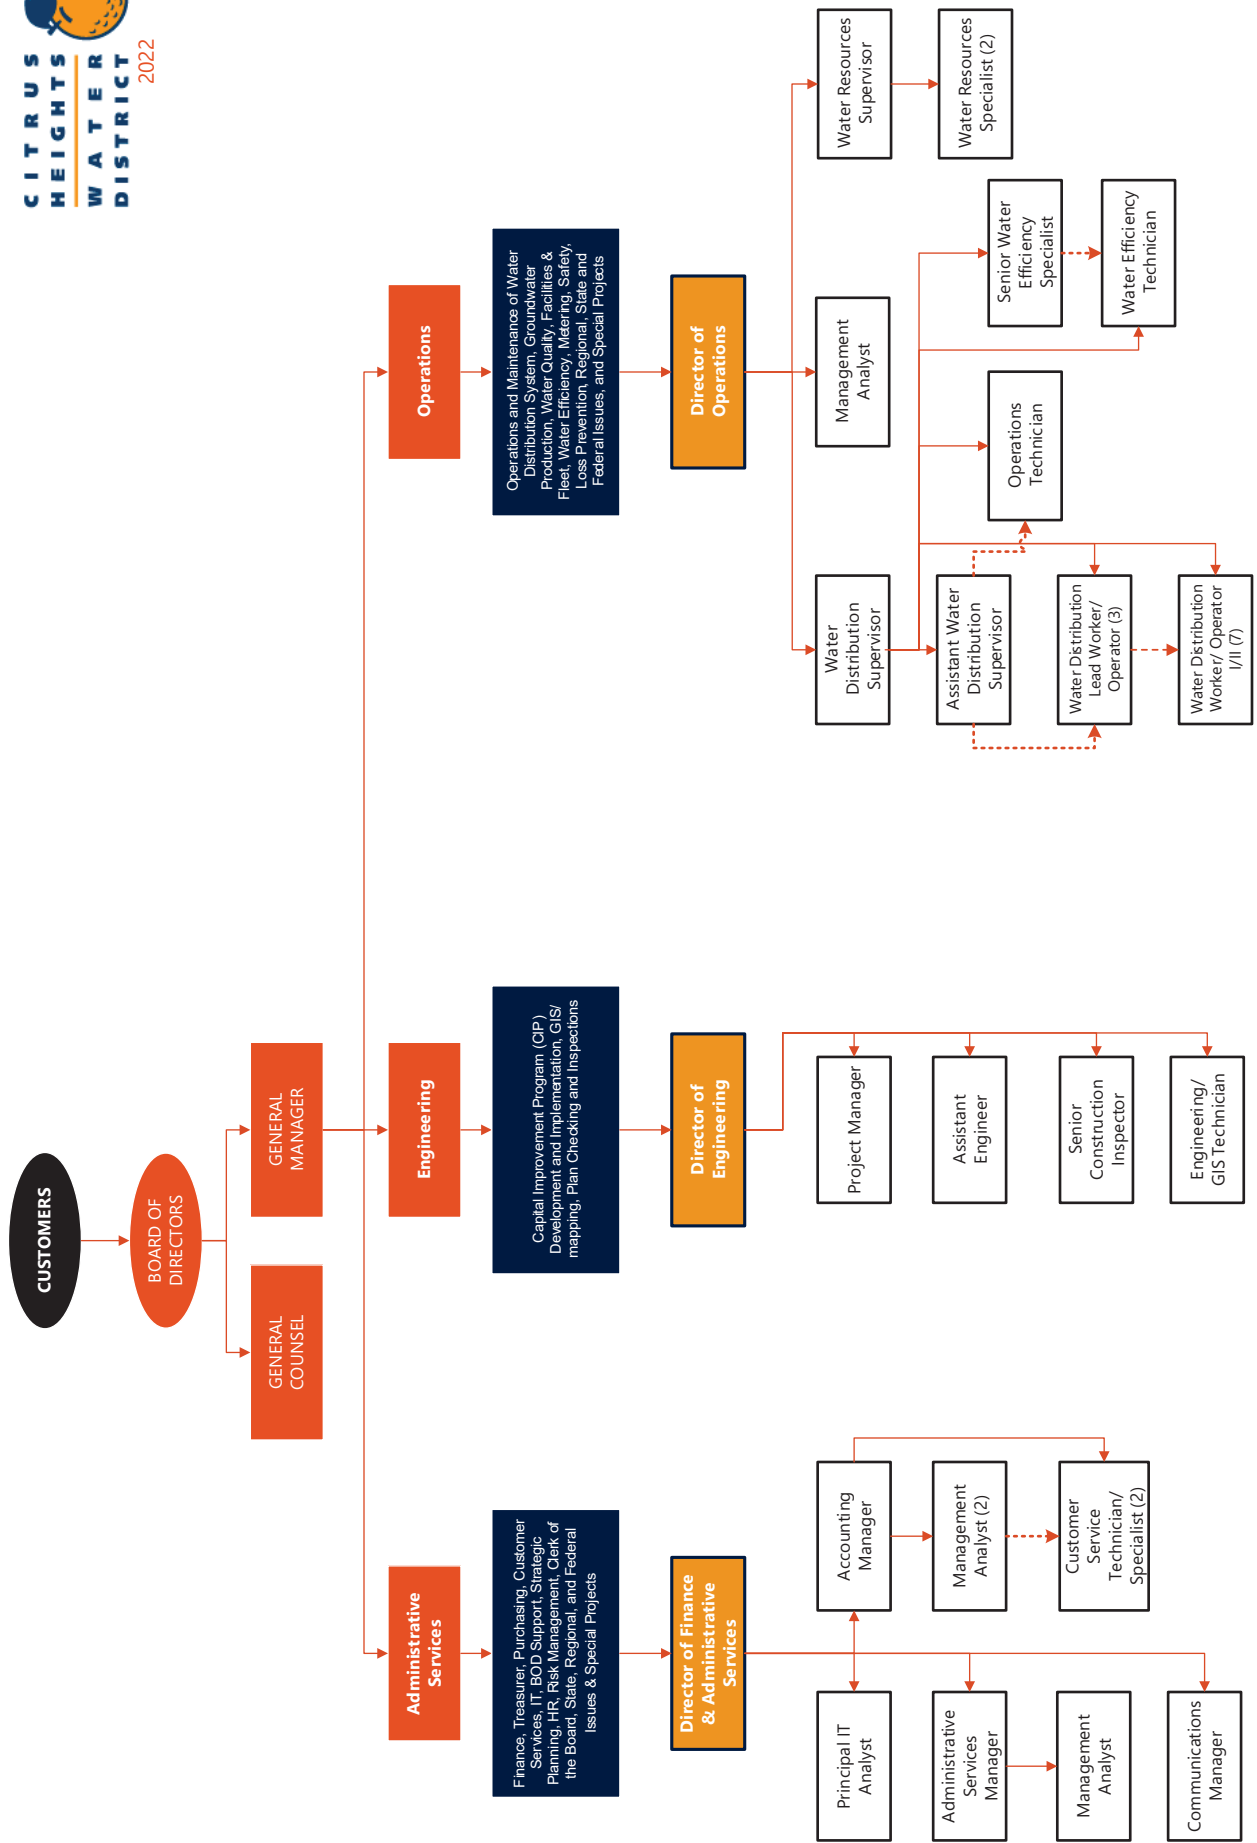 CITRUS
HEIGHTS
WATER
DISTRICT
2022
CUSTOMERS
BOARD OF
DIRECTORS
GENERAL
COUNSEL
GENERAL
MANAGER
Administrative
Services
Engineering
Operations
Finance, Treasurer, Purchasing, Customer
Services, IT, BOD Support, Strategic
Planning, HR, Risk Management, Clerk of
the Board, State, Regional, and Federal
Issues & Special Projects
Capital Improvement Program (CIP)
Development and Implementation, GIS/
mapping, Plan Checking and Inspections
Operations and Maintenance of Water
Distribution System, Groundwater
Production, Water Quality, Facilities &
Fleet, Water Efficiency, Metering, Safety,
Loss Prevention, Regional, State and
Federal Issues, and Special Projects
Director of Finance
& Administrative
Services
Director of
Engineering
Director of
Operations
Principal IT
Analyst
Administrative
Services
Manager
Management
Analyst
Communications
Manager
Accounting
Manager
Management
Analyst (2)
Customer
Service
Technician/
Specialist (2)
Project Manager
Assistant
Engineer
Senior
Construction
Inspector
Engineering/
GIS Technician
Water
Distribution
Supervisor
Assistant Water
Distribution
Supervisor
Water Distribution
Lead Worker/
Operator (3)
Water Distribution
Worker/ Operator
I/II (7)
Management
Analyst
Operations
Technician
Senior Water
Efficiency
Specialist
Water Efficiency
Technician
Water Resources
Supervisor
Water Resources
Specialist (2)